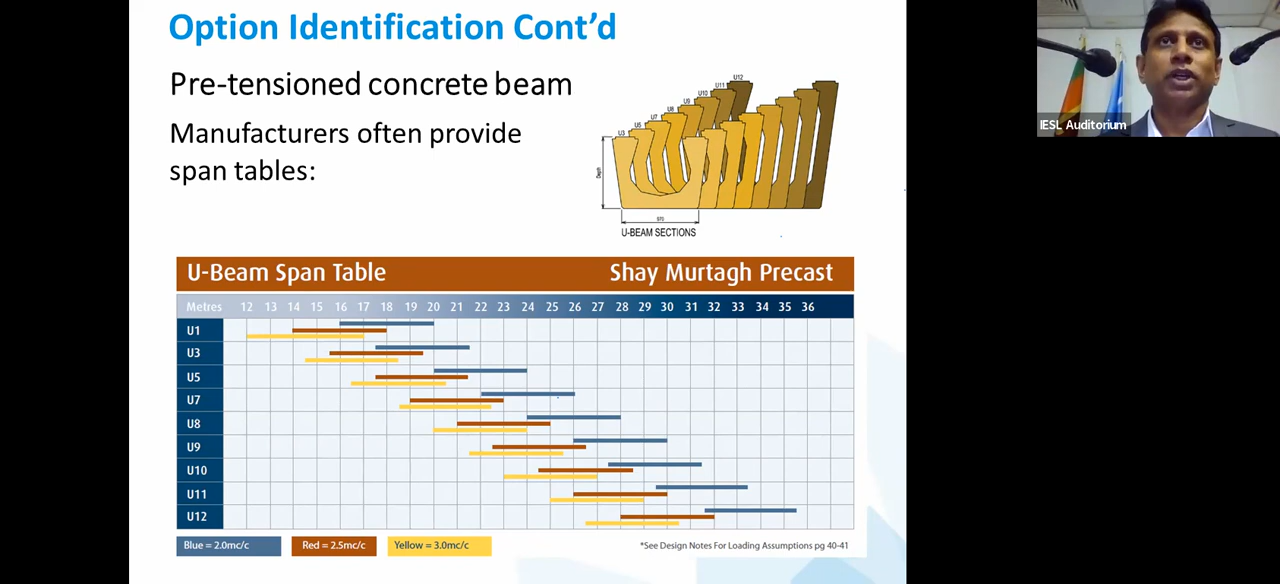 Option Identification Cont’d
Pre-tensioned concrete beam
Manufacturers often provide
span tables:
U3
U5
U7
U8
U9
U10
U11
U12
Depth
970
U-BEAM SECTIONS
IESL Auditorium
U-Beam Span Table Shay Murtagh Precast
Metres 12 13 14 15 16 17 18 19 20 21 22 23 24 25 26 27 28 29 30 31 32 33 34 35 36
U1
U3
U5
U7
U8
U9
U10
U11
U12
Blue = 2.0mc/c Red = 2.5mc/c Yellow = 3.0mc/c *See Design Notes For Loading Assumptions pg 40-41